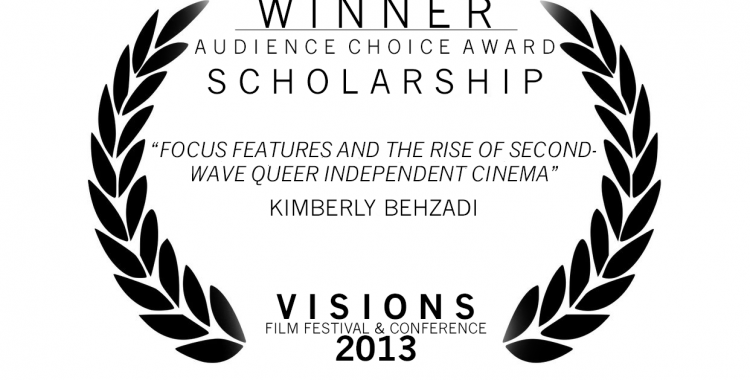 WINNER
AUDIENCE CHOICE AWARD
SCHOLARSHIP
“FOCUS FEATURES AND THE RISE OF SECOND-
WAVE QUEER INDEPENDENT CINEMA”
KIMBERLY BEHZADI
VISIONS
FILM FESTIVAL & CONFERENCE
2013